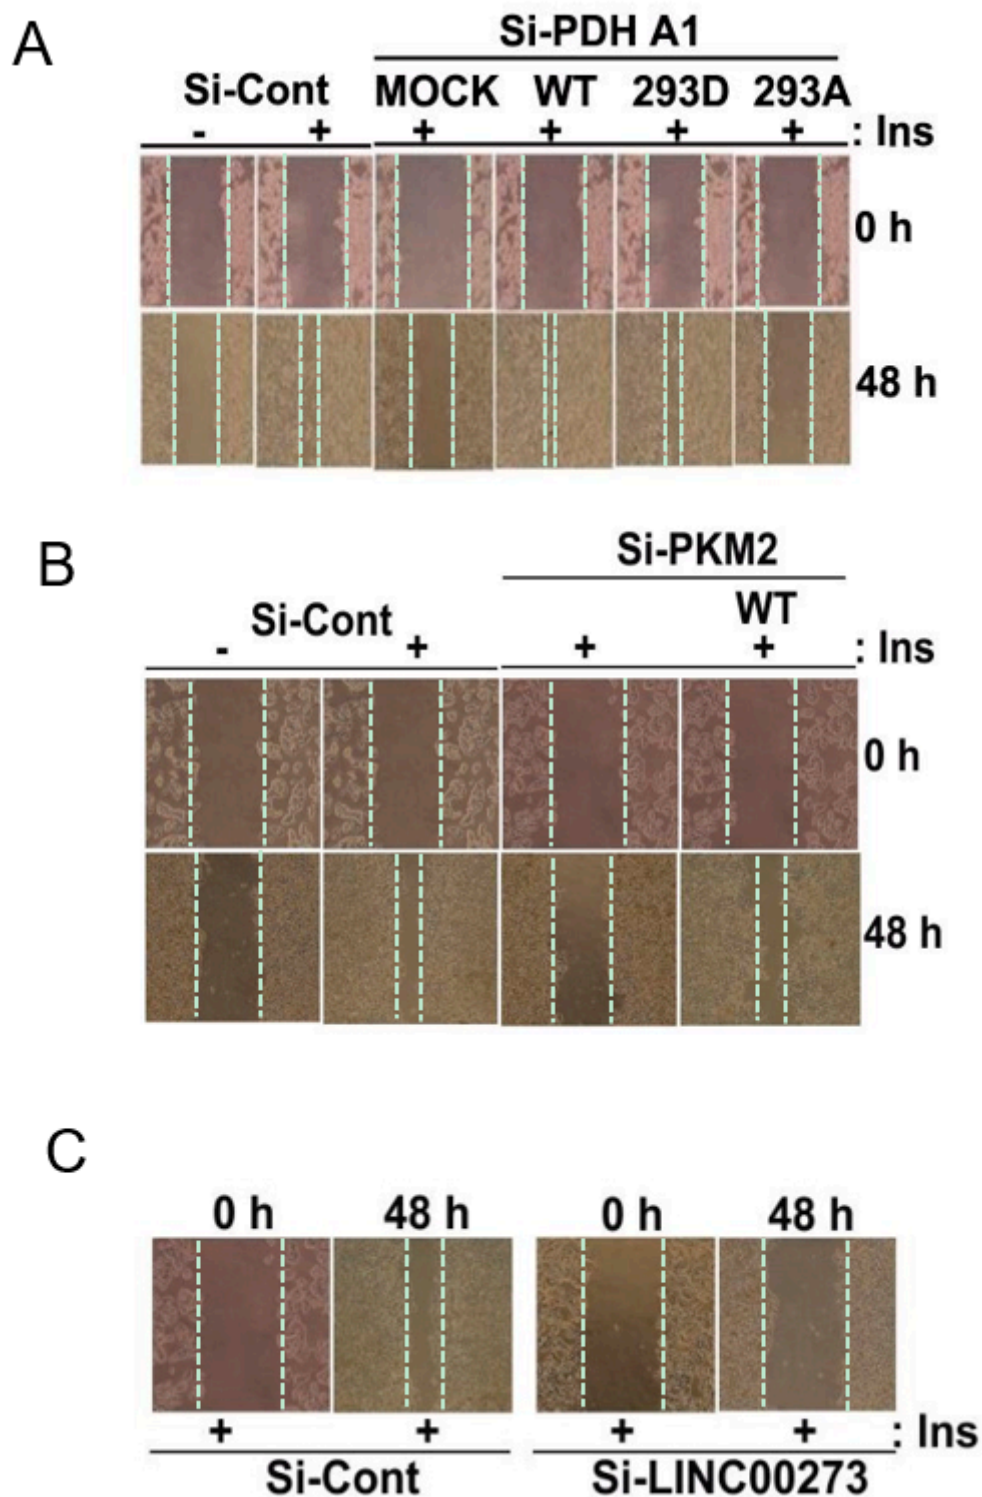 A
Si-PDH A1
Si-Cont MOCK WT 293D 293A
- + + + + + : Ins
0 h
48 h
B
Si-PKM2
Si-Cont WT
- + + + : Ins
0 h
48 h
C
0 h 48 h 0 h 48 h
+ + + + : Ins
Si-Cont Si-LINC00273